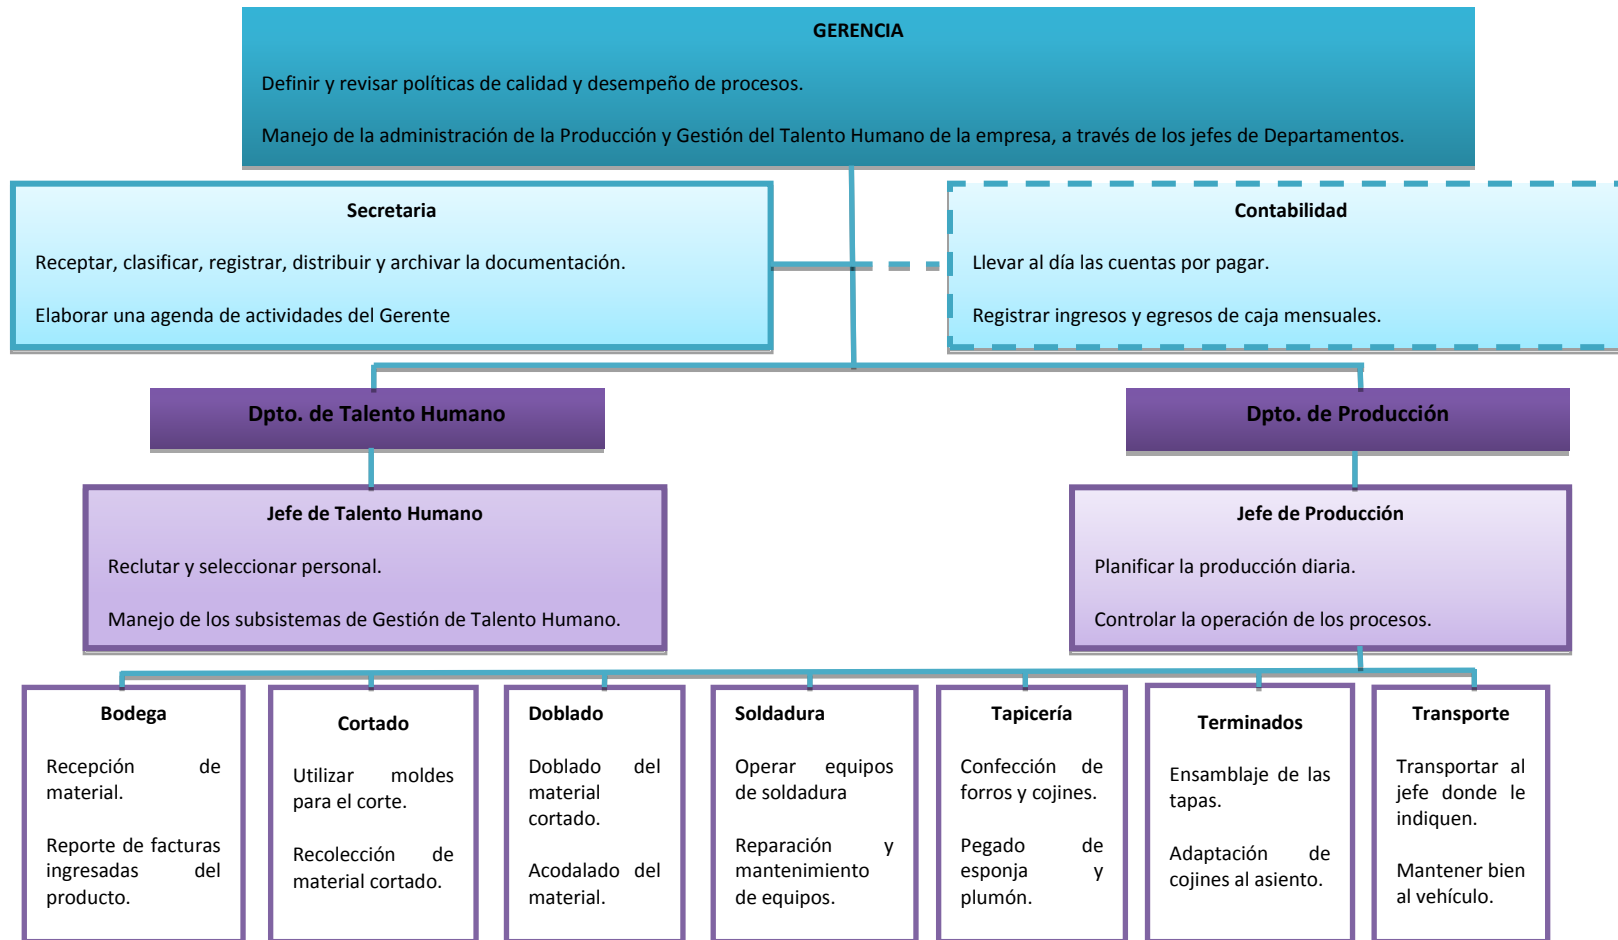 GERENCIA
Definir y revisar políticas de calidad y desempeño de procesos.
Manejo de la administración de la Producción y Gestión del Talento Humano de la empresa, a través de los jefes de Departamentos.
Secretaria
Receptar, clasificar, registrar, distribuir y archivar la documentación.
Elaborar una agenda de actividades del Gerente
Contabilidad
Llevar al día las cuentas por pagar.
Registrar ingresos y egresos de caja mensuales.
Dpto. de Talento Humano
Dpto. de Producción
Jefe de Talento Humano
Reclutar y seleccionar personal.
Manejo de los subsistemas de Gestión de Talento Humano.
Jefe de Producción
Planificar la producción diaria.
Controlar la operación de los procesos.
Bodega
Recepción de
material.
Reporte de facturas
ingresadas del
producto.
Cortado
Utilizar moldes
para el corte.
Recolección de
material cortado.
Doblado
Doblado del
material
cortado.
Acodalado del
material.
Soldadura
Operar equipos
de soldadura
Reparación y
mantenimiento
de equipos.
Tapicería
Confección de
forros y cojines.
Pegado de
esponja y
plumón.
Terminados
Ensamblaje de las
tapas.
Adaptación de
cojines al asiento.
Transporte
Transportar al
jefe donde le
indiquen.
Mantener bien
al vehículo.